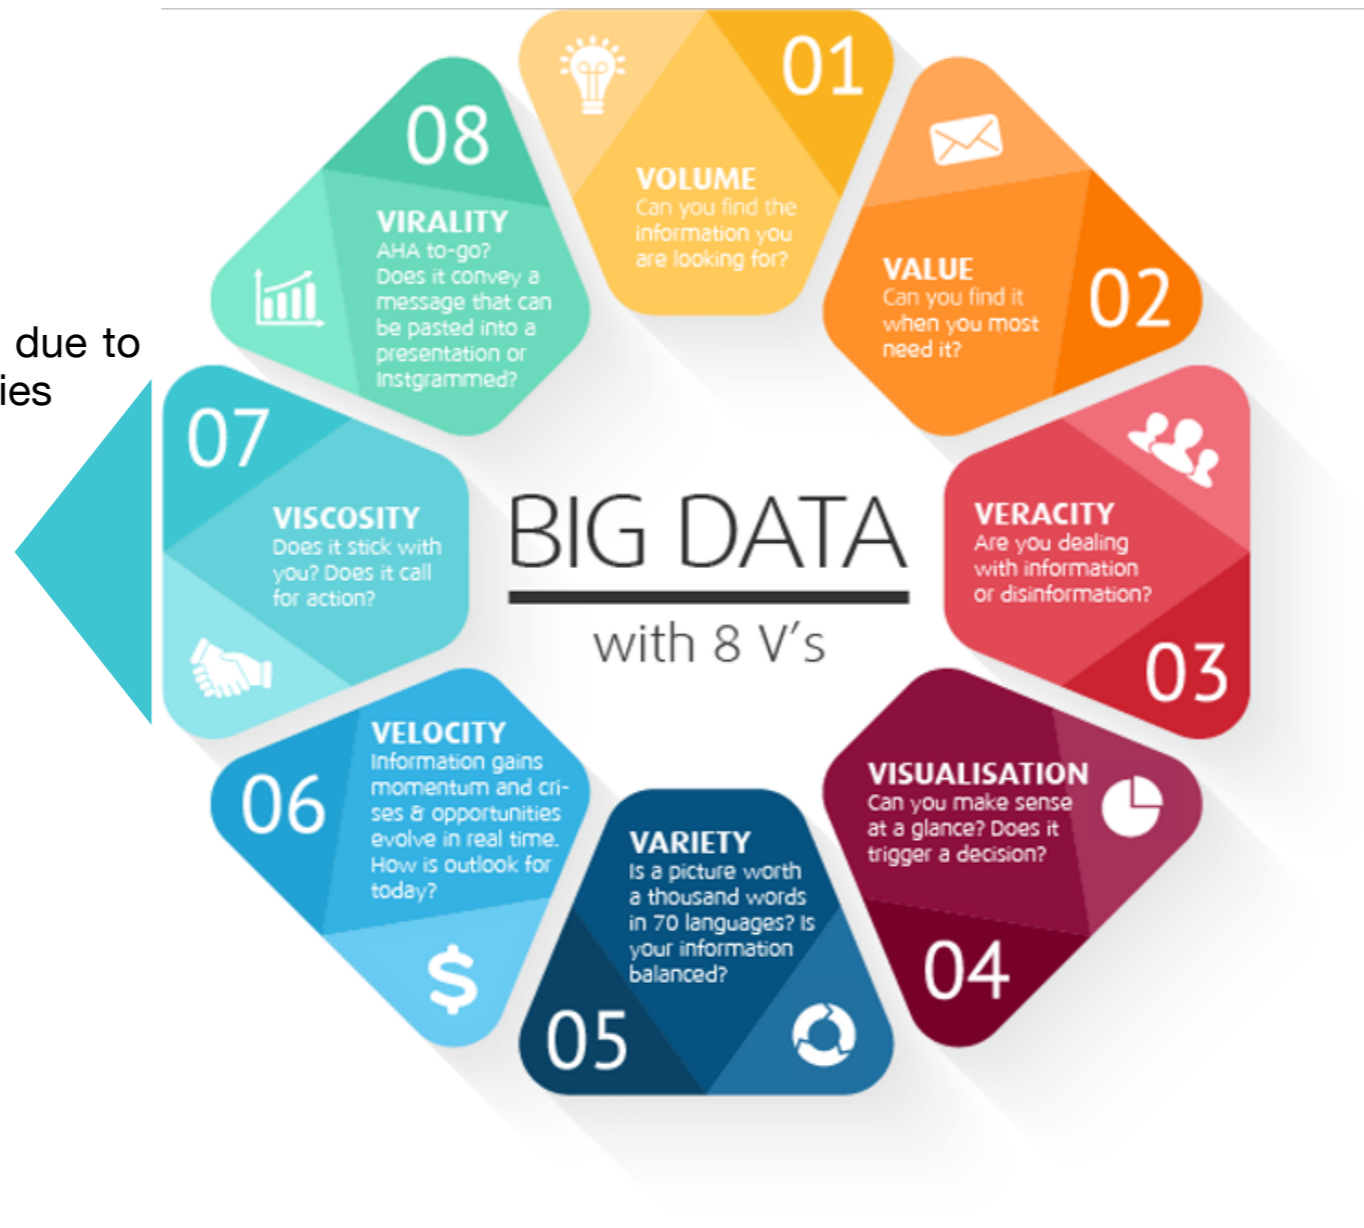 due to
ies
01
VOLUME
Can you find the
information you
are looking for?
VALUE
Can you find it
when you most
need it?
02
VERACITY
Are you dealing
with information
or disinformation?
03
VISUALISATION
Can you make sense
at a glance? Does it
trigger a decision?
04
VARIETY
Is a picture worth
a thousand words
in 70 languages? Is
your information
balanced?
05
VELOCITY
Information gains
momentum and cri-
ses & opportunities
evolve in real time.
How is outlook for
today?
06
07
VISCOSITY
Does it stick with
you? Does it call
for action?
08
VIRALITY
AHA to-go?
Does it convey a
message that can
be pasted into a
presentation or
Instgrammed?
BIG DATA
with 8 V's